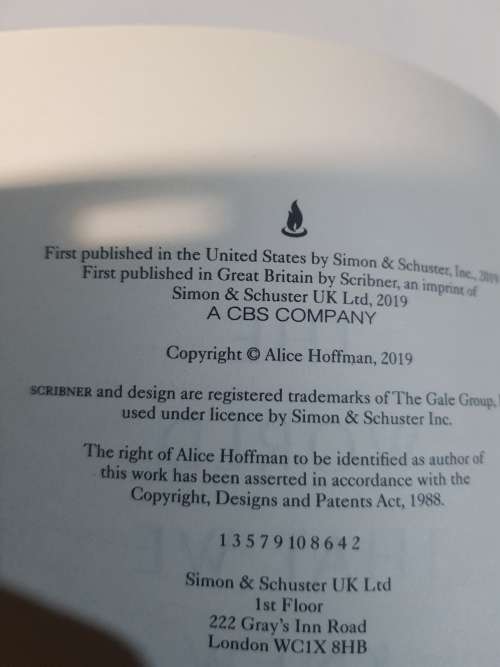 First published in the United States by Simon & Schuster, Inc., 2019
First published in Great Britain by Scribner, an imprint of
Simon & Schuster UK Ltd, 2019
A CBS COMPANY
Copyright © Alice Hoffman, 2019
SCRIBNER and design are registered trademarks of The Gale Group,
used under licence by Simon & Schuster Inc.
The right of Alice Hoffman to be identified as author of
this work has been asserted in accordance with the
Copyright, Designs and Patents Act, 1988.
1 3 5 7 9 10 8 6 4 2
Simon & Schuster UK Ltd
1st Floor
222 Gray's Inn Road
London WC1X 8HB